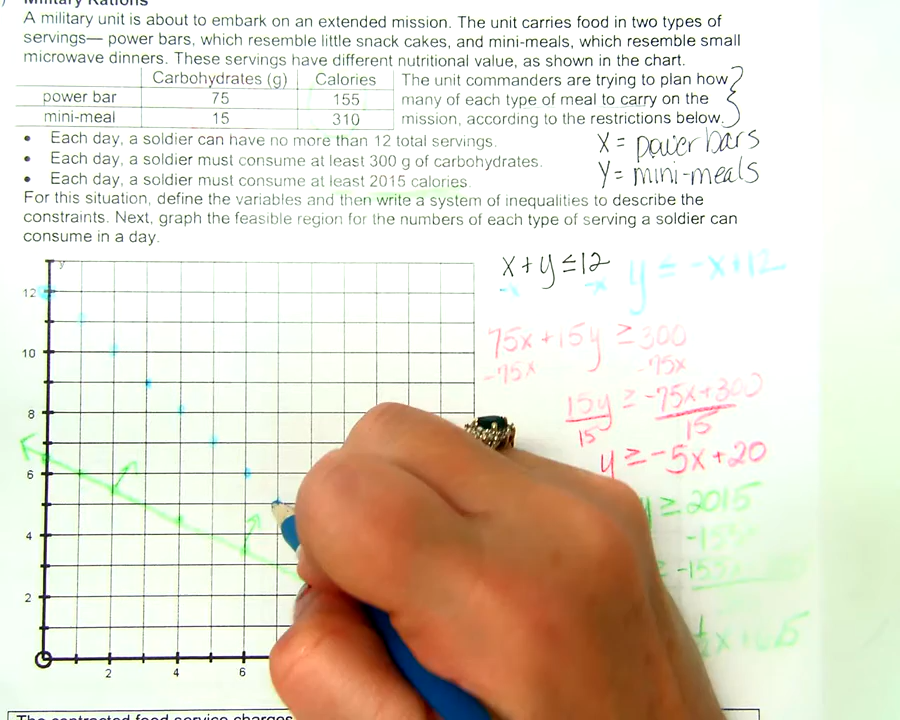 Military Rations
A military unit is about to embark on an extended mission. The unit carries food in two types of
servings— power bars, which resemble little snack cakes, and mini-meals, which resemble small
microwave dinners. These servings have different nutritional value, as shown in the chart.
Carbohydrates (g) Calories
power bar 75 155
mini-meal 15 310
The unit commanders are trying to plan how
many of each type of meal to carry on the
mission, according to the restrictions below.
• Each day, a soldier can have no more than 12 total servings.
• Each day, a soldier must consume at least 300 g of carbohydrates.
• Each day, a soldier must consume at least 2015 calories.
X = power bars
Y = mini-meals
For this situation, define the variables and then write a system of inequalities to describe the
constraints. Next, graph the feasible region for the numbers of each type of serving a soldier can
consume in a day.
x + y ≤ 12
-x -x
y ≤ -x + 12
75x + 15y ≥ 300
-75x -75x
15y ≥ -75x + 300
15 15
y ≥ -5x + 20
y ≥ 2015
-155x
≥ -155x
y
12
10
8
6
4
2
2 4 6
The contracted food service charges